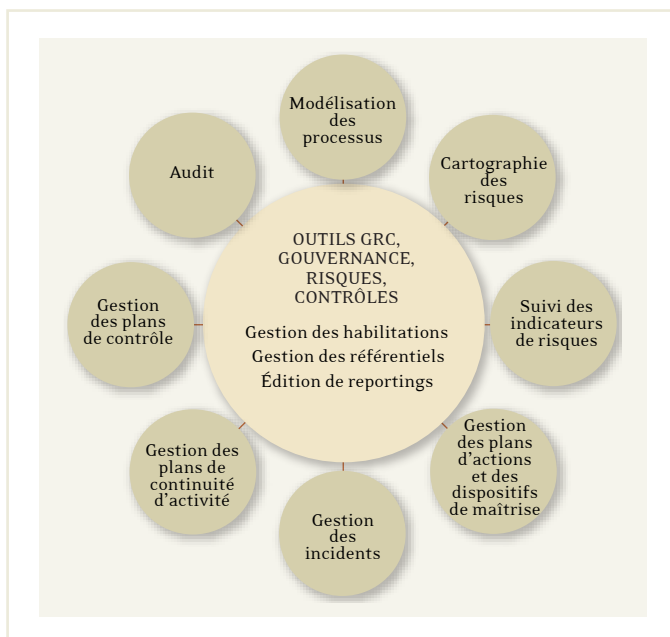 Modélisation
des
processus
Cartographie
des
risques
Suivi des
indicateurs
de risques
Gestion
des plans
d'actions
et des
dispositifs
de maîtrise
Gestion
des
incidents
Gestion des
plans de
continuité
d'activité
Gestion
des plans
de contrôle
Audit
OUTILS GRC,
GOUVERNANCE,
RISQUES,
CONTRÔLES
Gestion des habilitations
Gestion des référentiels
Édition de reportings